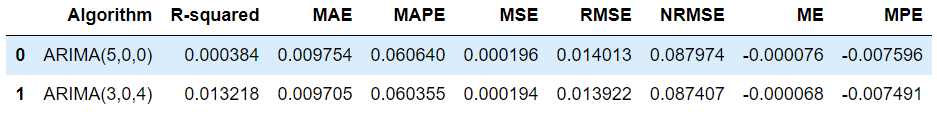 Algorithm R-squared MAE MAPE MSE RMSE NRMSE ME MPE
0 ARIMA(5,0,0) 0.000384 0.009754 0.060640 0.000196 0.014013 0.087974 -0.000076 -0.007596
1 ARIMA(3,0,4) 0.013218 0.009705 0.060355 0.000194 0.013922 0.087407 -0.000068 -0.007491